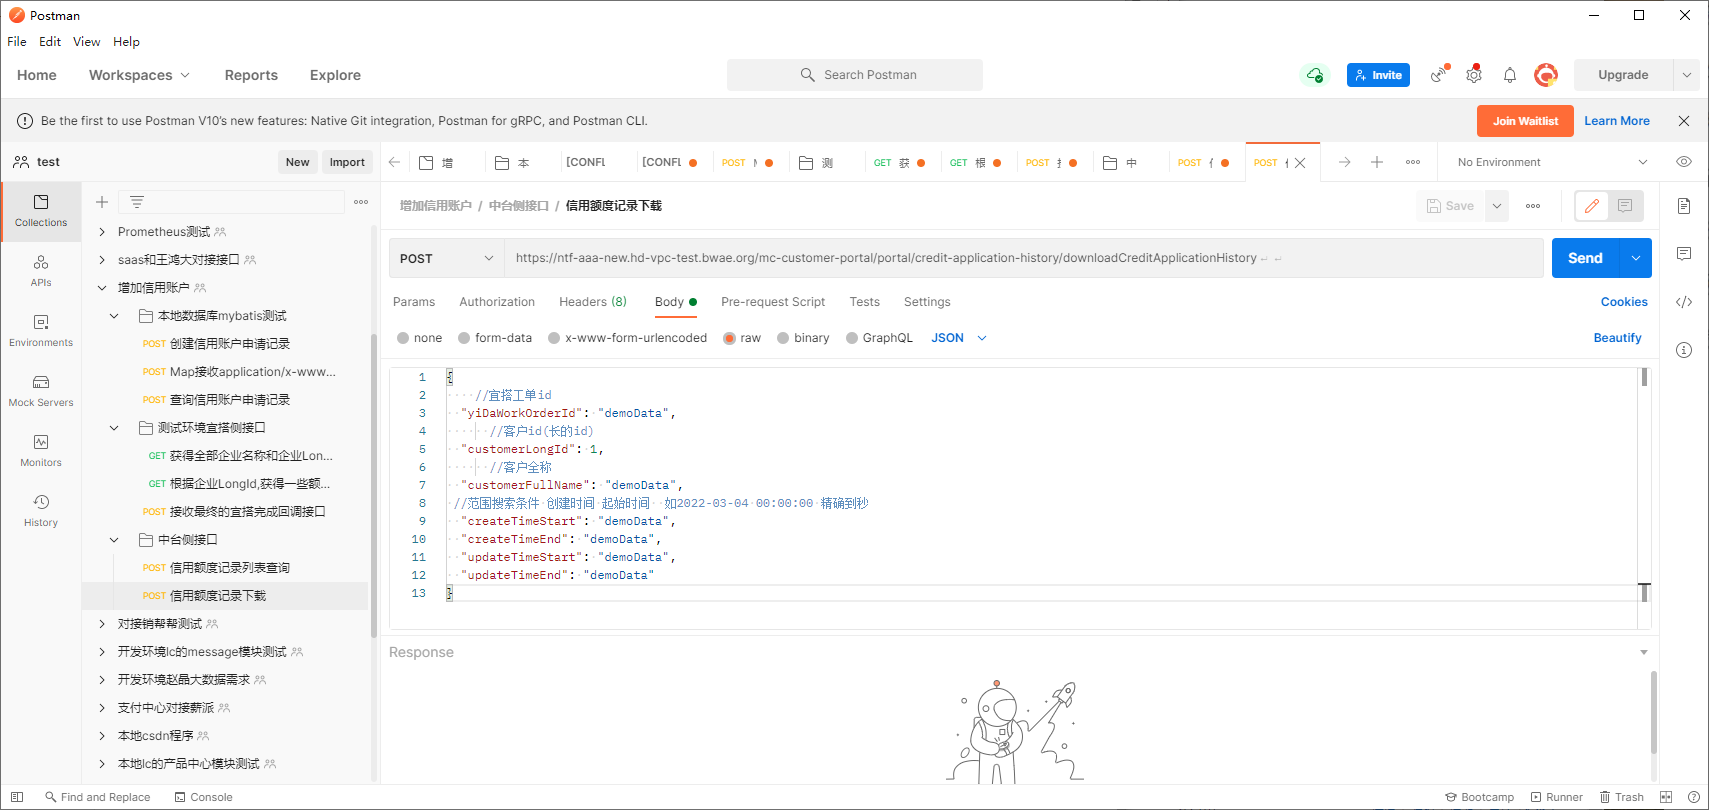 Postman
File Edit View Help
Home Workspaces Reports Explore Search Postman Invite Upgrade
Be the first to use Postman V10's new features: Native Git integration, Postman for gRPC, and Postman CLI. Join Waitlist Learn More
test New Import 增 本 [CONFL [CONFL POST 测 GET 获 GET 根 POST 中 POST POST No Environment
Collections
APIs
Environments
Mock Servers
Monitors
History
Prometheus测试
saas和王鸿大对接接口
增加信用账户
本地数据库mybatis测试
POST 创建信用账户申请记录
POST Map接收application/x-www...
POST 查询信用账户申请记录
测试环境宜搭侧接口
GET 获得全部企业名称和企业Lon...
GET 根据企业LongId,获得一些额...
POST 接收最终的宜搭完成回调接口
中台侧接口
POST 信用额度记录列表查询
POST 信用额度记录下载
对接销帮帮测试
开发环境lc的message模块测试
开发环境赵晶大数据需求
支付中心对接薪派
本地csdn程序
本地lc的产品中心模块测试
增加信用账户 / 中台侧接口 / 信用额度记录下载 Save
POST https://ntf-aaa-new.hd-vpc-test.bwae.org/mc-customer-portal/portal/credit-application-history/downloadCreditApplicationHistory Send
Params Authorization Headers (8) Body Pre-request Script Tests Settings Cookies
none form-data x-www-form-urlencoded raw binary GraphQL JSON Beautify
1 {
2 //宜搭工单id
3 "yiDaWorkOrderId": "demoData",
4 //客户id(长的id)
5 "customerLongId": 1,
6 //客户全称
7 "customerFullName": "demoData",
8 //范围搜索条件 创建时间 起始时间 如2022-03-04 00:00:00 精确到秒
9 "createTimeStart": "demoData",
10 "createTimeEnd": "demoData",
11 "updateTimeStart": "demoData",
12 "updateTimeEnd": "demoData"
13 }
Response
Find and Replace Console Bootcamp Runner Trash